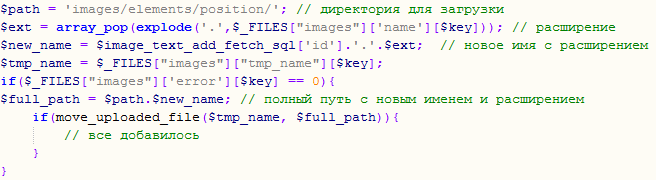 $path = 'images/elements/position/'; // директория для загрузки
$ext = array_pop(explode('.',$_FILES["images"]['name'][$key])); // расширение
$new_name = $image_text_add_fetch_sql['id'].'.'.$ext;  // новое имя с расширением
$tmp_name = $_FILES["images"]["tmp_name"][$key];
if($_FILES["images"]['error'][$key] == 0){
$full_path = $path.$new_name; // полный путь с новым именем и расширением
    if(move_uploaded_file($tmp_name, $full_path)){
        // все добавилось
    }
}